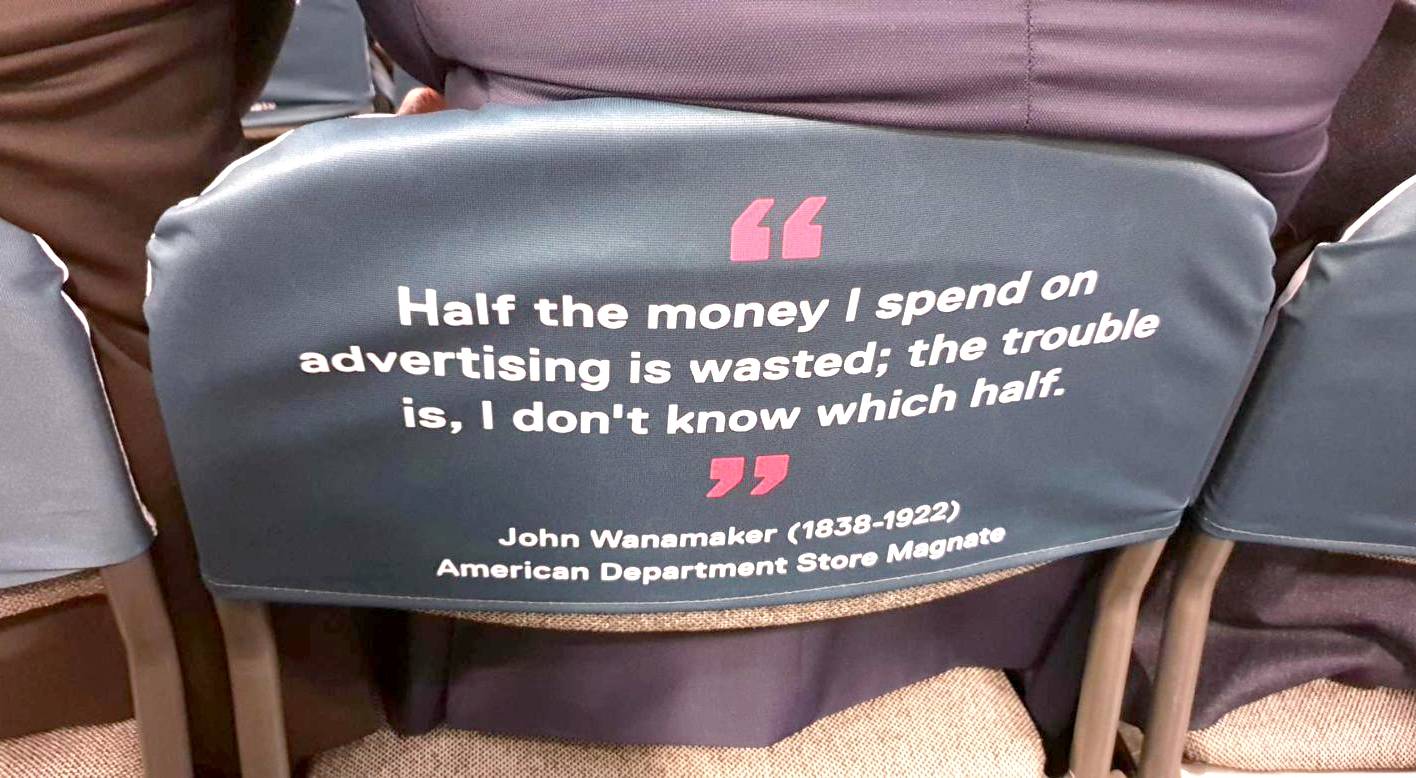 “
Half the money I spend on
advertising is wasted; the trouble
is, I don't know which half.
”
John Wanamaker (1838-1922)
American Department Store Magnate